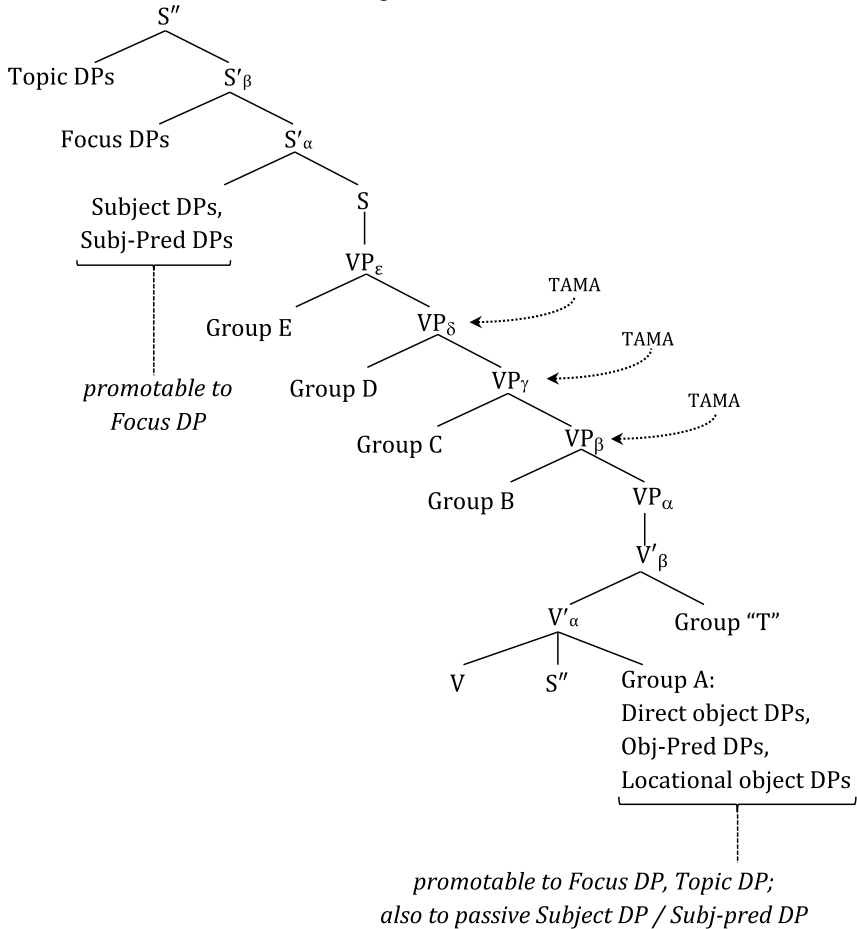 S″
Topic DPs
S′β
Focus DPs
S′α
Subject DPs,
Subj-Pred DPs
S
VPε
TAMA
Group E
VPδ
TAMA
promotable to
Focus DP
Group D
VPγ
TAMA
Group C
VPβ
Group B
VPα
V′β
V′α
Group “T”
V
S″
Group A:
Direct object DPs,
Obj-Pred DPs,
Locational object DPs
promotable to Focus DP, Topic DP;
also to passive Subject DP / Subj-pred DP